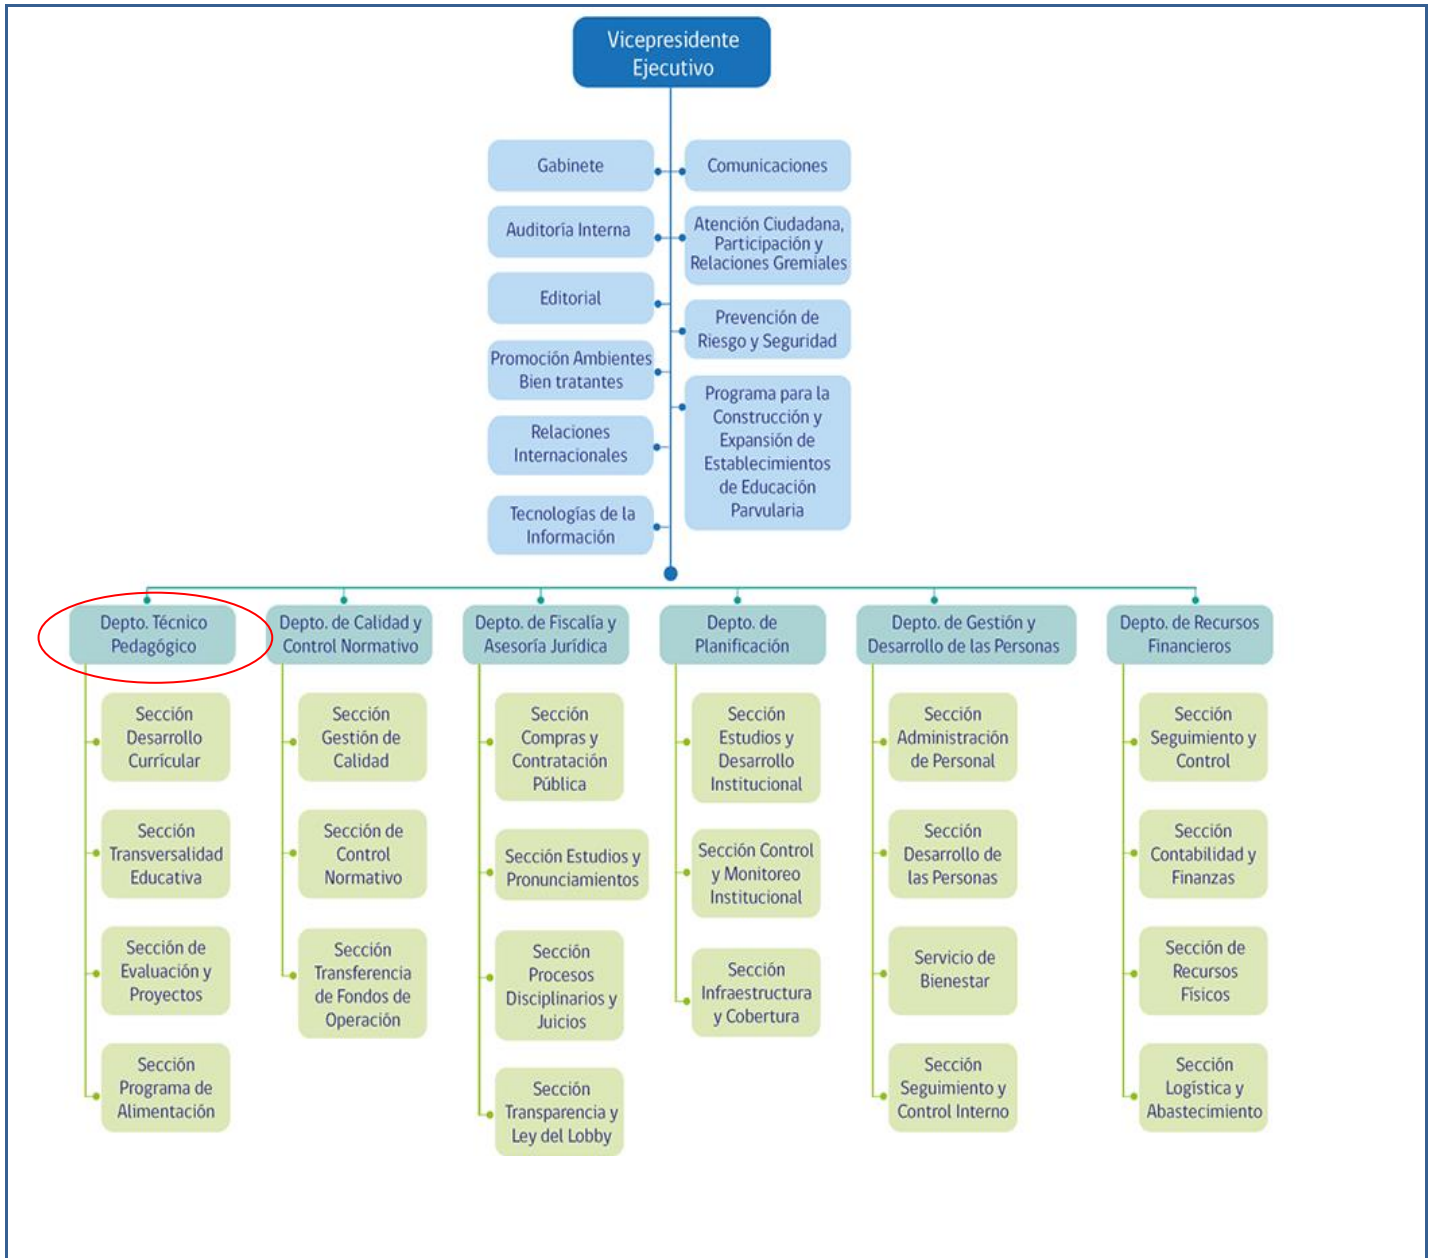 Vicepresidente
Ejecutivo
Gabinete
Comunicaciones
Auditoría Interna
Atención Ciudadana,
Participación y
Relaciones Gremiales
Editorial
Prevención de
Riesgo y Seguridad
Promoción Ambientes
Bien tratantes
Programa para la
Construcción y
Expansión de
Establecimientos
de Educación
Parvularia
Relaciones
Internacionales
Tecnologías de la
Información
Depto. Técnico
Pedagógico
Depto. de Calidad y
Control Normativo
Depto. de Fiscalía y
Asesoría Jurídica
Depto. de
Planificación
Depto. de Gestión y
Desarrollo de las Personas
Depto. de Recursos
Financieros
Sección
Desarrollo
Currícular
Sección
Transversalidad
Educativa
Sección de
Evaluación y
Proyectos
Sección
Programa de
Alimentación
Sección
Gestión de
Calidad
Sección de
Control
Normativo
Sección
Transferencia
de Fondos de
Operación
Sección
Compras y
Contratación
Pública
Sección Estudios y
Pronunciamientos
Sección
Procesos
Disciplinarios y
Juicios
Sección
Transparencia y
Ley del Lobby
Sección
Estudios y
Desarrollo
Institucional
Sección Control
y Monitoreo
Institucional
Sección
Infraestructura
y Cobertura
Sección
Administración
de Personal
Sección
Desarrollo de
las Personas
Servicio de
Bienestar
Sección
Seguimiento y
Control Interno
Sección
Seguimiento y
Control
Sección
Contabilidad y
Finanzas
Sección de
Recursos
Físicos
Sección
Logística y
Abastecimiento